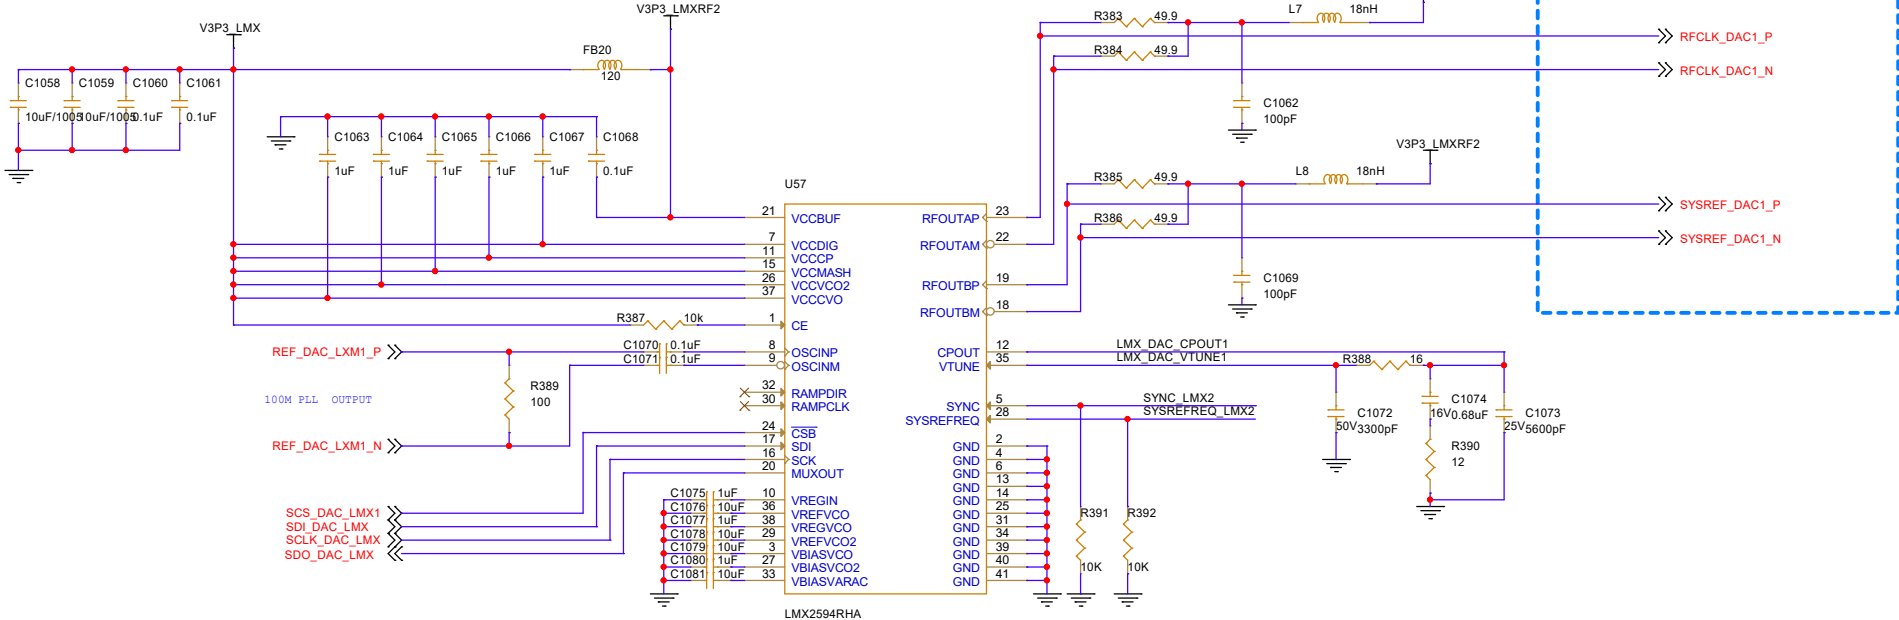 V3P3_LMX
V3P3_LMXRF2
FB20
120
C1058
C1059
C1060
C1061
10uF/1005
10uF/1005
0.1uF
0.1uF
C1063
C1064
C1065
C1066
C1067
C1068
1uF
1uF
1uF
1uF
1uF
0.1uF
R383 49.9
R384 49.9
L7 18nH
C1062
100pF
RFCLK_DAC1_P
RFCLK_DAC1_N
V3P3_LMXRF2
R385 49.9
R386 49.9
L8 18nH
C1069
100pF
SYSREF_DAC1_P
SYSREF_DAC1_N
U57
21 VCCBUF
7 VCCDIG
11 VCCCP
15 VCCMASH
26 VCCVCO2
37 VCCCVO
R387 10k
1 CE
REF_DAC_LXM1_P
C1070 0.1uF
8 OSCINP
C1071 0.1uF
9 OSCINM
R389
100
100M PLL OUTPUT
REF_DAC_LXM1_N
32 RAMPDIR
30 RAMPCLK
24 CSB
17 SDI
16 SCK
20 MUXOUT
SCS_DAC_LMX1
SDI_DAC_LMX
SCLK_DAC_LMX
SDO_DAC_LMX
C1075 1uF 10 VREGIN
C1076 10uF 36 VREFVCO
C1077 1uF 38 VREGVCO
C1078 10uF 29 VREFVCO2
C1079 10uF 3 VBIASVCO
C1080 1uF 27 VBIASVCO2
C1081 10uF 33 VBIASVARAC
LMX2594RHA
RFOUTAP 23
RFOUTAM 22
RFOUTBP 19
RFOUTBM 18
CPOUT 12 LMX_DAC_CPOUT1
VTUNE 35 LMX_DAC_VTUNE1
SYNC 5 SYNC_LMX2
SYSREFREQ 28 SYSREFREQ_LMX2
GND 2
GND 4
GND 6
GND 13
GND 14
GND 25
GND 31
GND 34
GND 39
GND 40
GND 41
R388 16
C1072
50V 3300pF
C1074
16V 0.68uF
C1073
25V 5600pF
R390
12
R391
10K
R392
10K